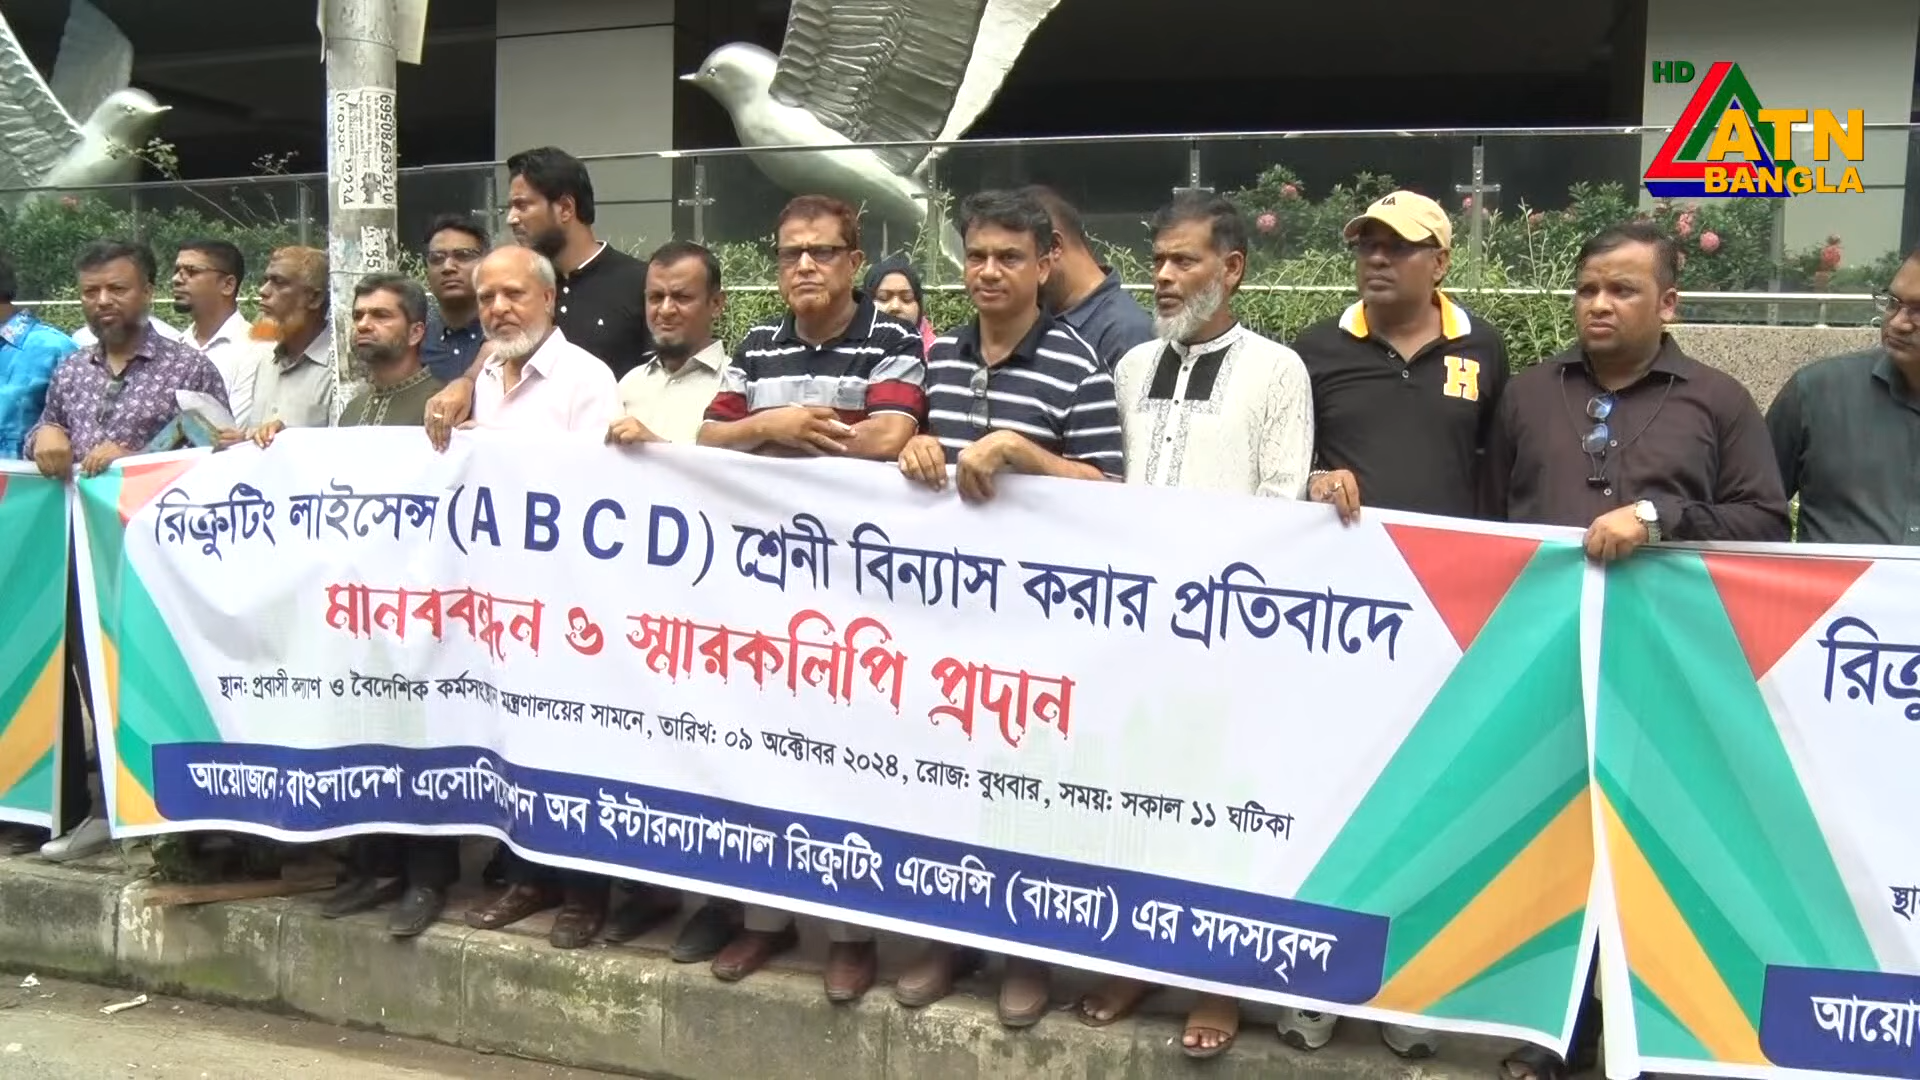 HD
ATN
BANGLA
রিক্রুটিং লাইসেন্স (A B C D) শ্রেনী বিন্যাস করার প্রতিবাদে
মানববন্ধন ও স্মারকলিপি প্রদান
স্থান: প্রবাসী কল্যাণ ও বৈদেশিক কর্মসংস্থান মন্ত্রণালয়ের সামনে, তারিখ: ০৯ অক্টোবর ২০২৪, রোজ: বুধবার, সময়: সকাল ১১ ঘটিকা
আয়োজনে: বাংলাদেশ এসোসিয়েশন অব ইন্টারন্যাশনাল রিক্রুটিং এজেন্সি (বায়রা) এর সদস্যবৃন্দ
রিক্রু
স্থা
আয়ো
H